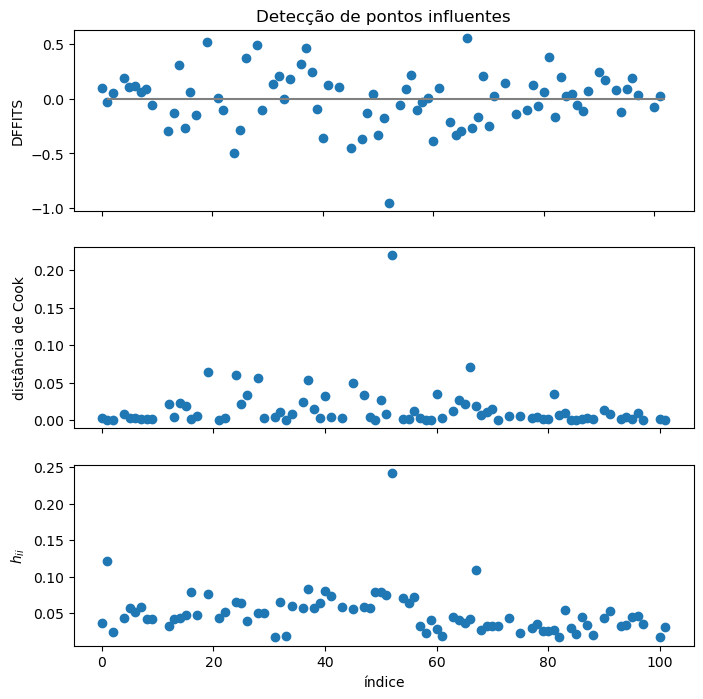 Detecção de pontos influentes
0.5
0.0
−0.5
−1.0
DFFITS
0.20
0.15
0.10
0.05
0.00
distância de Cook
0.25
0.20
0.15
0.10
0.05
hii
0 20 40 60 80 100
índice